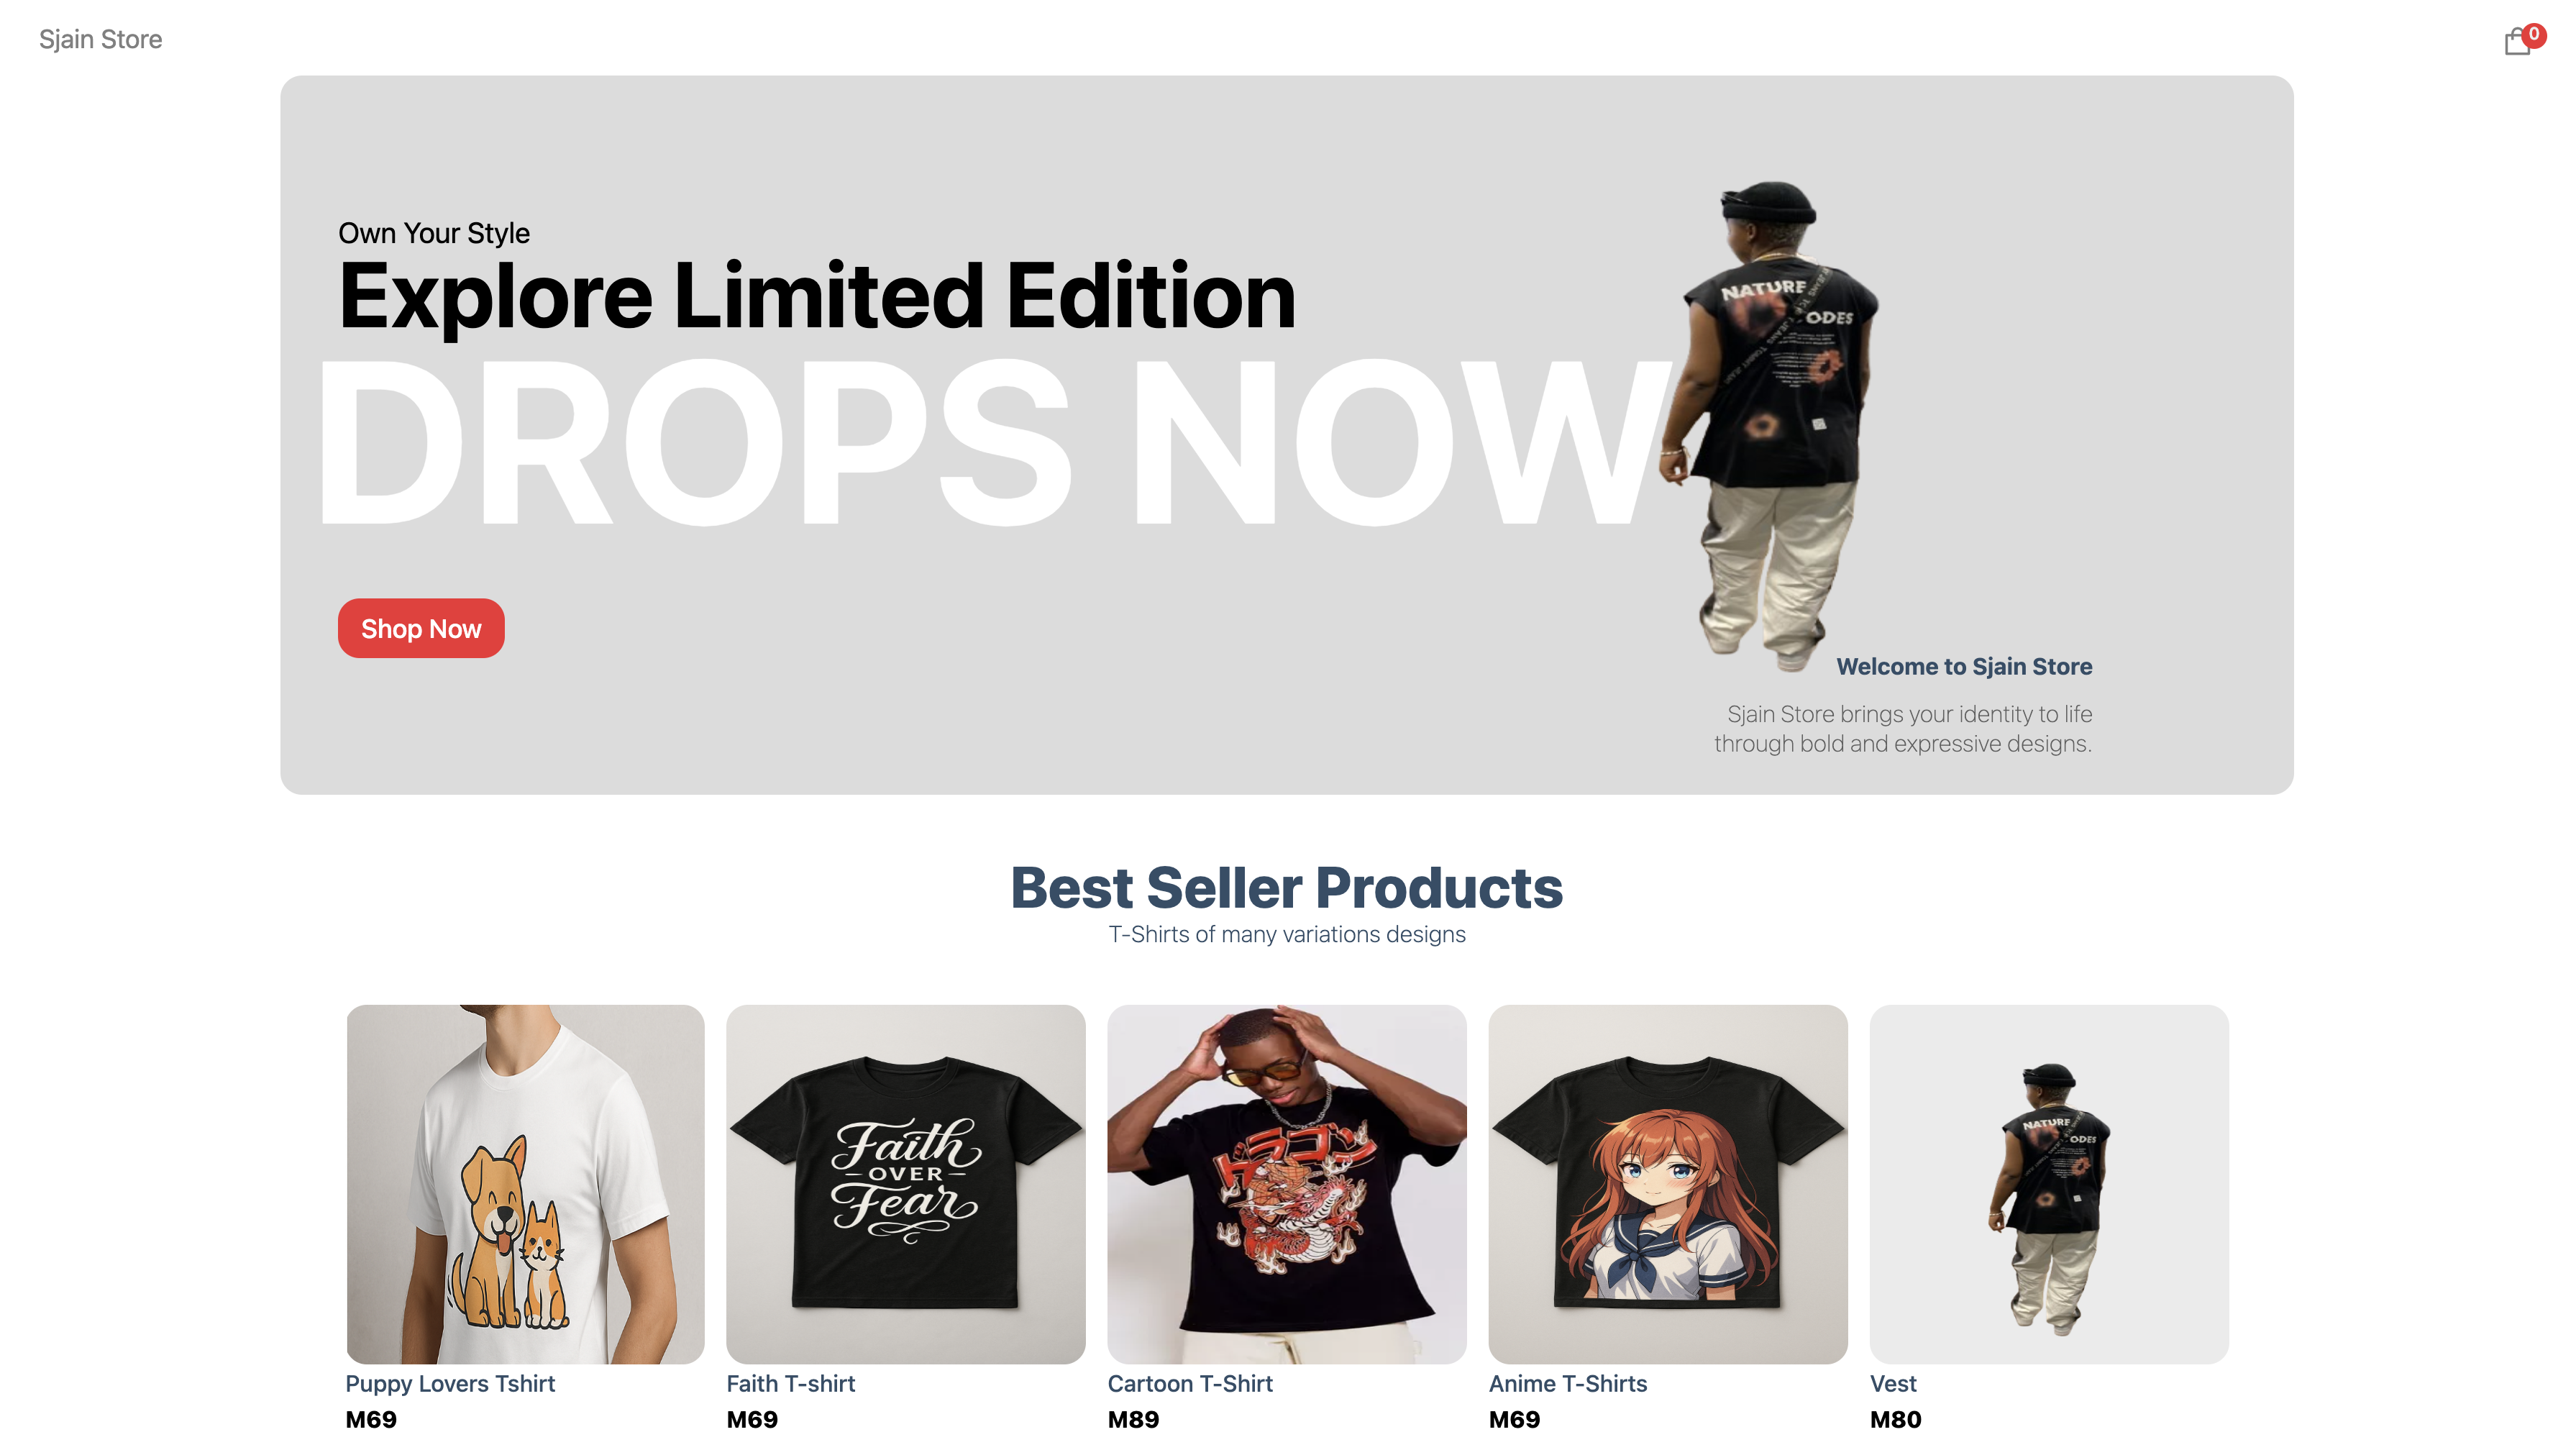 Sjain Store
0
Own Your Style
Explore Limited Edition
DROPS NOW
NATURE
ODES
Shop Now
Welcome to Sjain Store
Sjain Store brings your identity to life
through bold and expressive designs.
Best Seller Products
T-Shirts of many variations designs
Faith
OVER
Fear
ドラゴン
NATURE
ODES
Puppy Lovers Tshirt
M69
Faith T-shirt
M69
Cartoon T-Shirt
M89
Anime T-Shirts
M69
Vest
M80